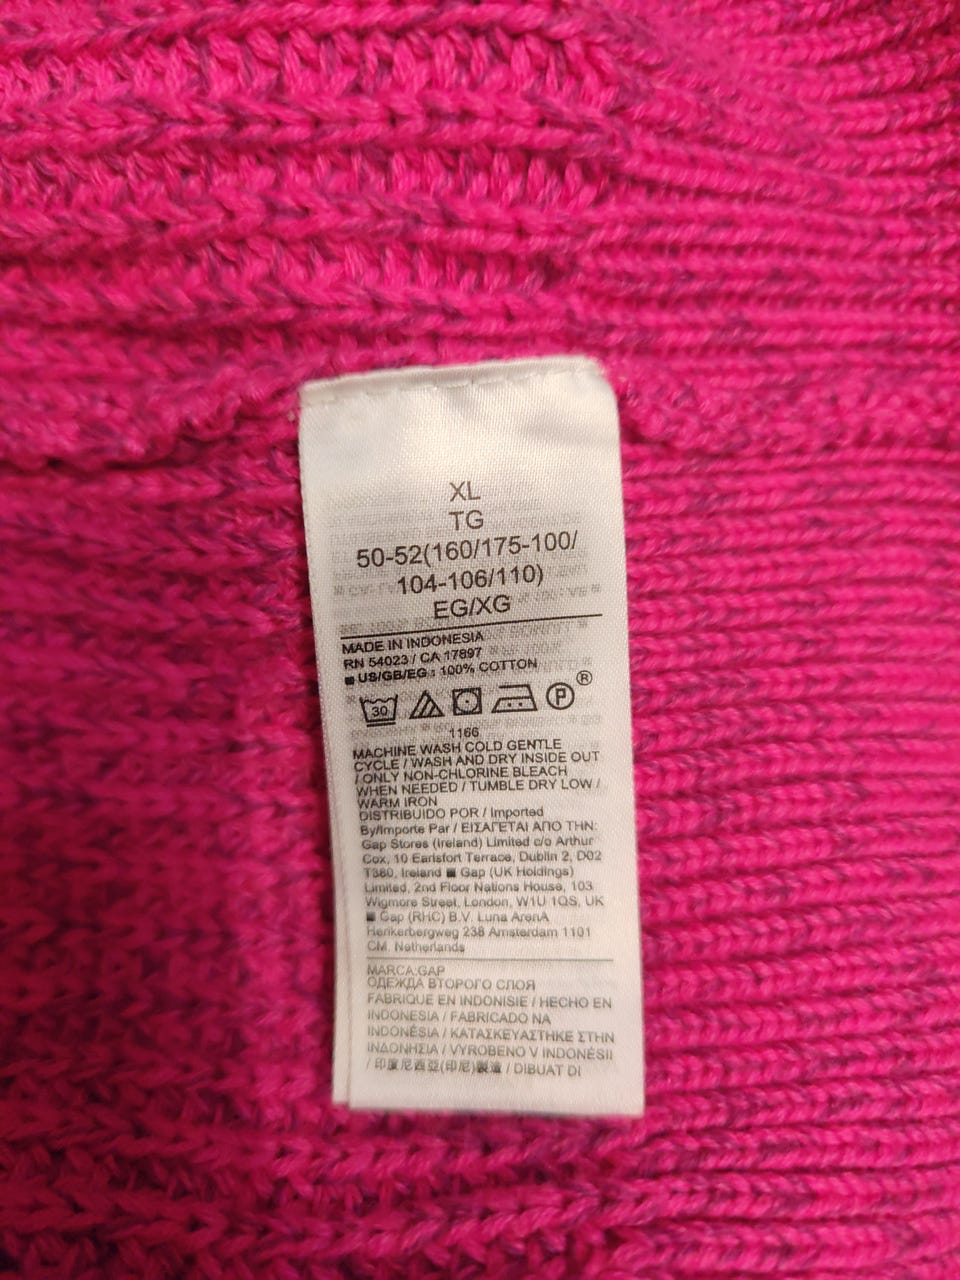 XL
TG
50-52(160/175-100/
104-106/110)
EG/XG
MADE IN INDONESIA
RN 54023 / CA 17897
■ US/GB/EG : 100% COTTON
30 P ®
1166
MACHINE WASH COLD GENTLE
CYCLE / WASH AND DRY INSIDE OUT
/ ONLY NON-CHLORINE BLEACH
WHEN NEEDED / TUMBLE DRY LOW /
WARM IRON
DISTRIBUIDO POR / Imported
By/Importe Par / ΕΙΣΑΓΕΤΑΙ ΑΠΟ ΤΗΝ:
Gap Stores (Ireland) Limited c/o Arthur
Cox, 10 Earlsfort Terrace, Dublin 2, D02
T380, Ireland ■ Gap (UK Holdings)
Limited, 2nd Floor Nations House, 103
Wigmore Street, London, W1U 1QS, UK
■ Gap (RHC) B.V. Luna ArenA
Herikerbergweg 238 Amsterdam 1101
CM, Netherlands
MARCA:GAP
ОДЕЖДА ВТОРОГО СЛОЯ
FABRIQUE EN INDONISIE / HECHO EN
INDONESIA / FABRICADO NA
INDONÉSIA / ΚΑΤΑΣΚΕΥΑΣΤΗΚΕ ΣΤΗΝ
ΙΝΔΟΝΗΣΙΑ / VYROBENO V INDONÉSII
/ 印度尼西亞(印尼)製造 / DIBUAT DI